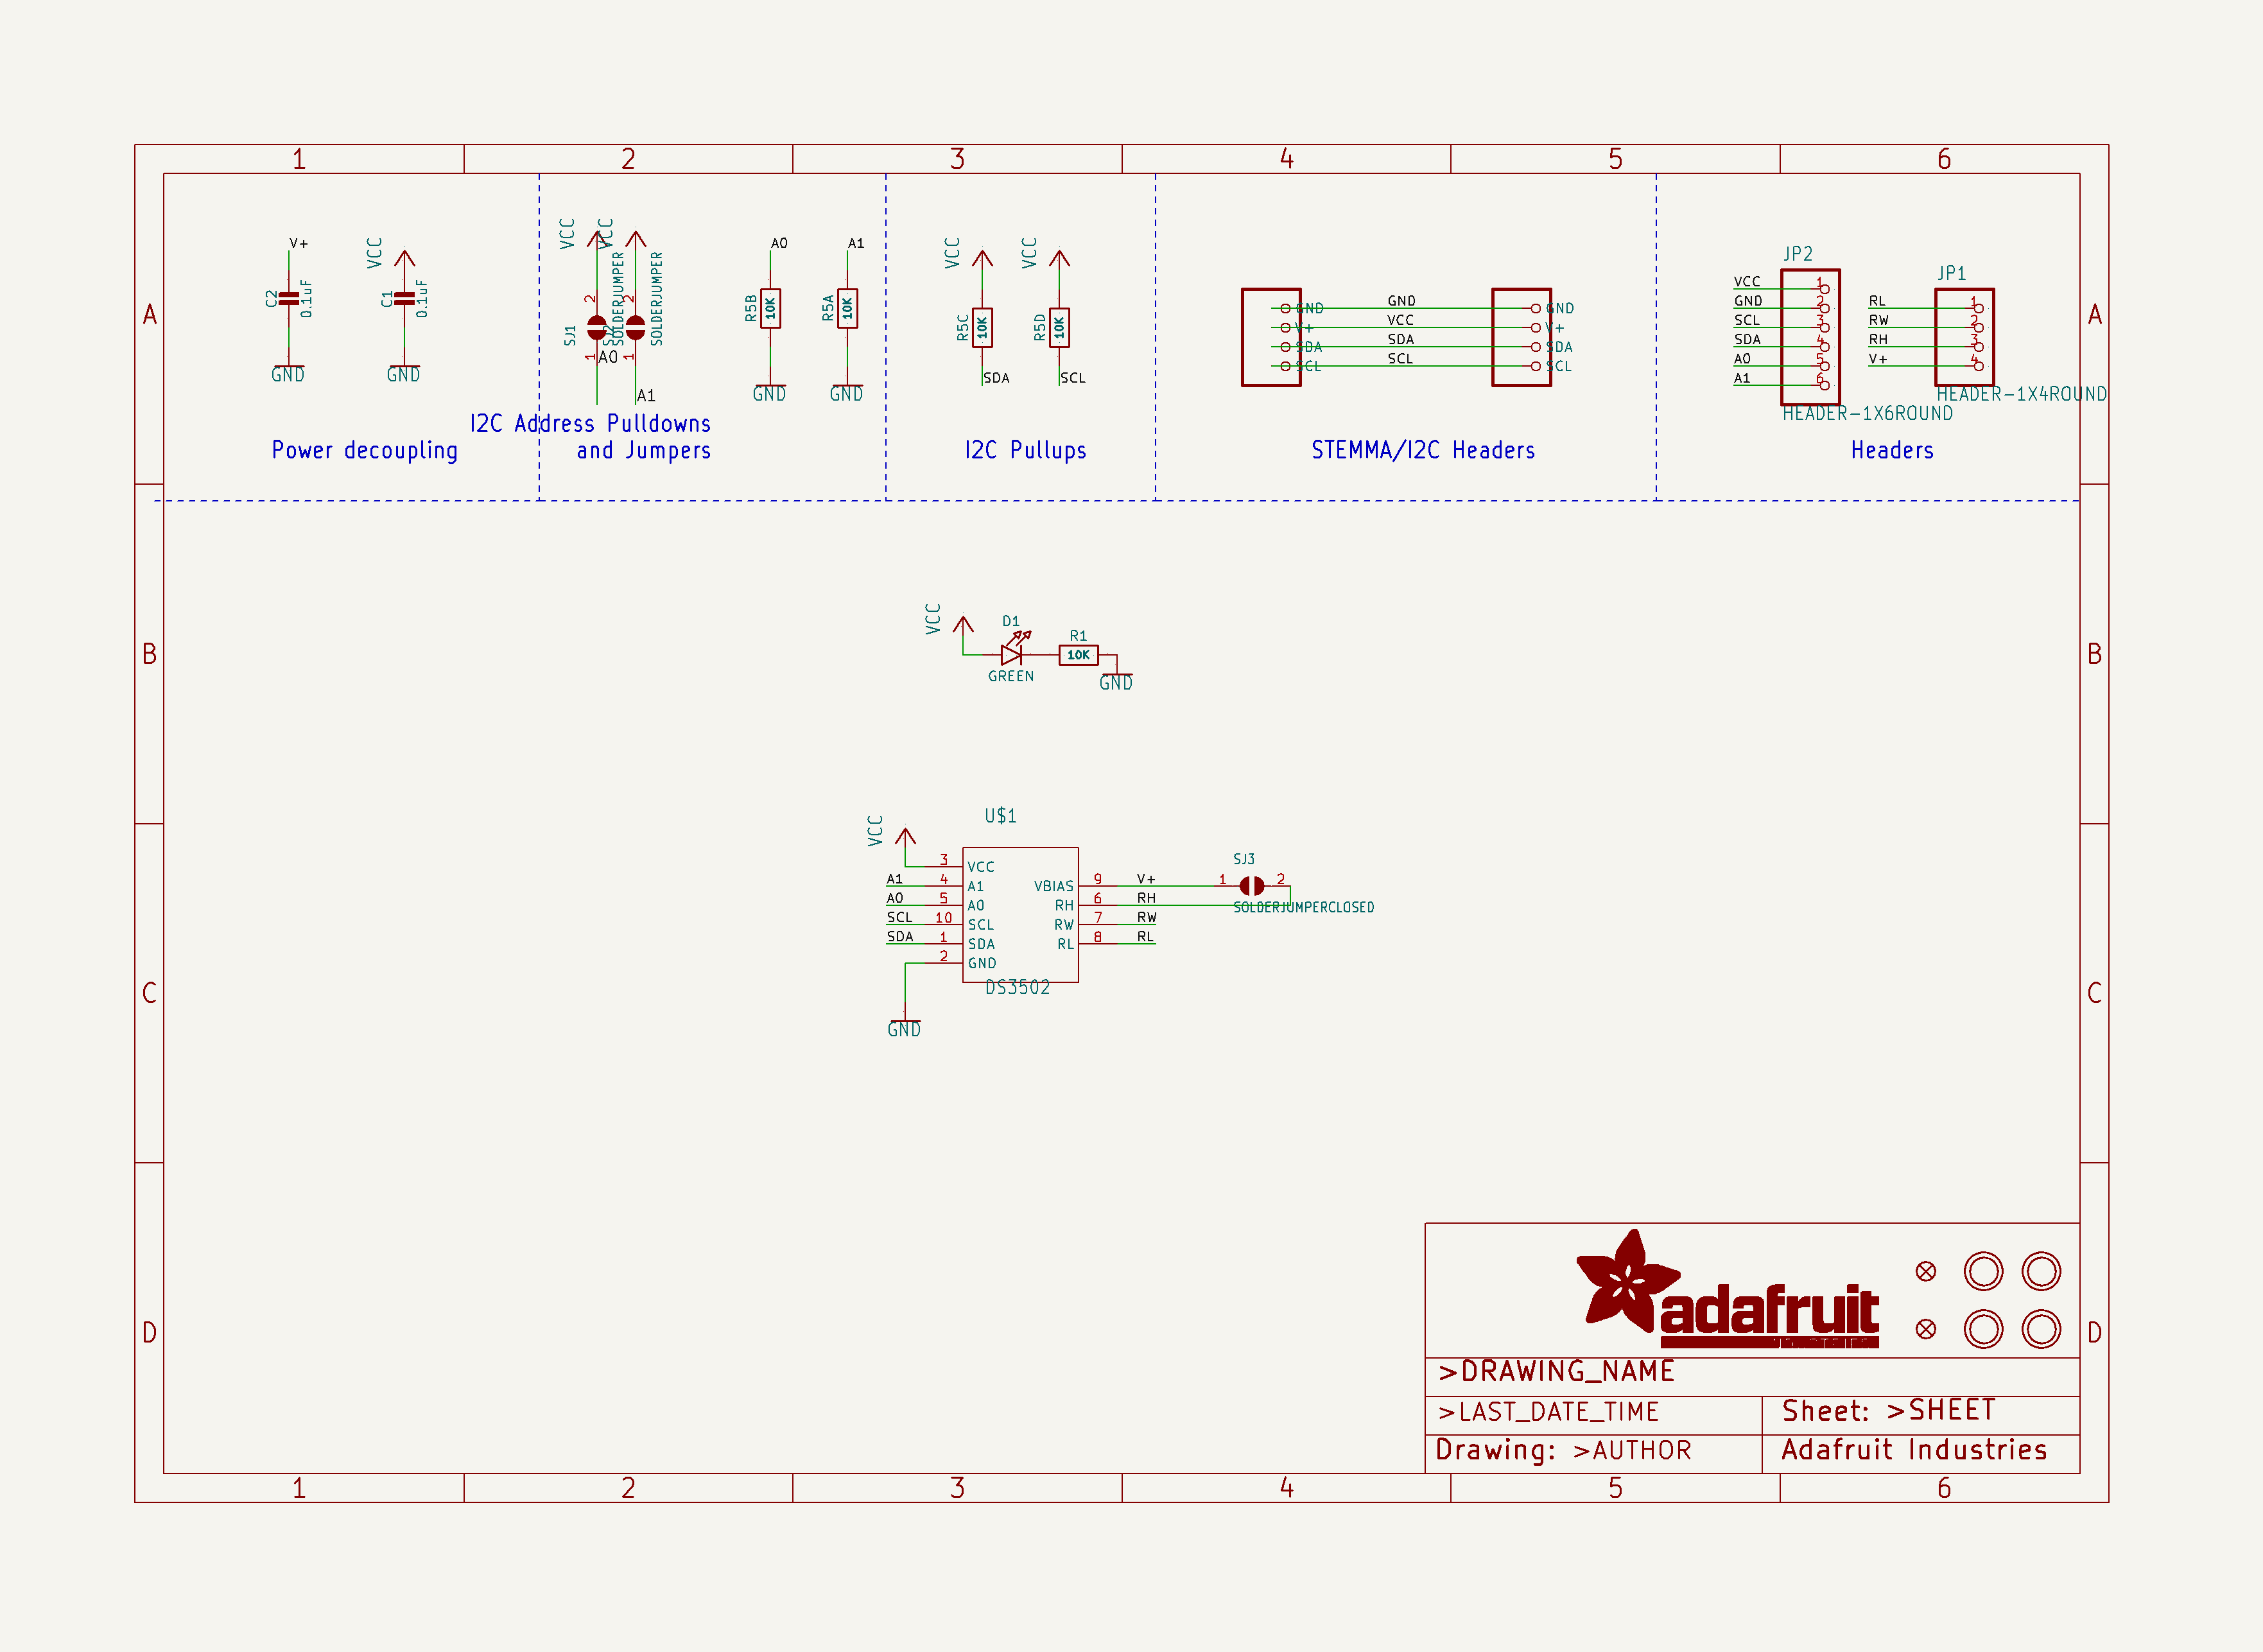 1 2 3 4 5 6
A A
B B
C C
D D
1 2 3 4 5 6
V+
C2
0.1uF
GND
VCC
C1
0.1uF
GND
Power decoupling
VCC
2
SJ1
SOLDERJUMPER
1
A0
VCC
2
SOLDERJUMPER
1
A1
A0
R5B
10K
GND
A1
R5A
10K
GND
I2C Address Pulldowns
and Jumpers
VCC
R5C
10K
SDA
VCC
R5D
10K
SCL
I2C Pullups
GND GND GND
V+ VCC V+
SDA SDA SDA
SCL SCL SCL
STEMMA/I2C Headers
JP2
VCC 1
GND 2
SCL 3
SDA 4
A0 5
A1 6
HEADER-1X6ROUND
JP1
RL 1
RW 2
RH 3
V+ 4
HEADER-1X4ROUND
Headers
VCC
D1
GREEN
R1
10K
GND
U$1
VCC
3 VCC
A1 4 A1
A0 5 A0
SCL 10 SCL
SDA 1 SDA
2 GND
GND
VBIAS 9 V+
RH 6 RH
RW 7 RW
RL 8 RL
DS3502
SJ3
1 2
SOLDERJUMPERCLOSED
adafruit
>DRAWING_NAME
>LAST_DATE_TIME
Sheet: >SHEET
Drawing: >AUTHOR
Adafruit Industries